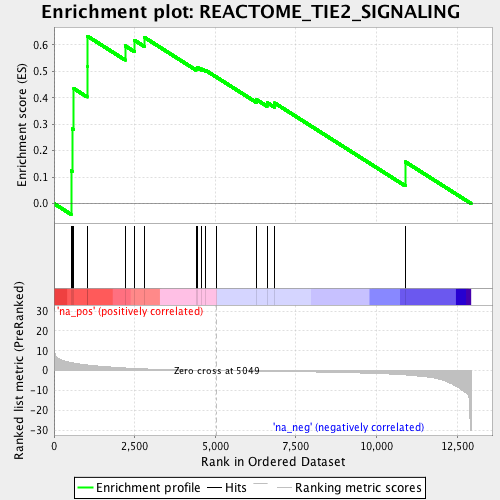 Enrichment plot: REACTOME_TIE2_SIGNALING
Enrichment score (ES)
0.6
0.5
0.4
0.3
0.2
0.1
0.0
'na_pos' (positively correlated)
Ranked list metric (PreRanked)
30
20
10
0
-10
-20
-30
Zero cross at 5049
'na_neg' (negatively correlated)
0
2,500
5,000
7,500
10,000
12,500
Rank in Ordered Dataset
Enrichment profile
Hits
Ranking metric scores